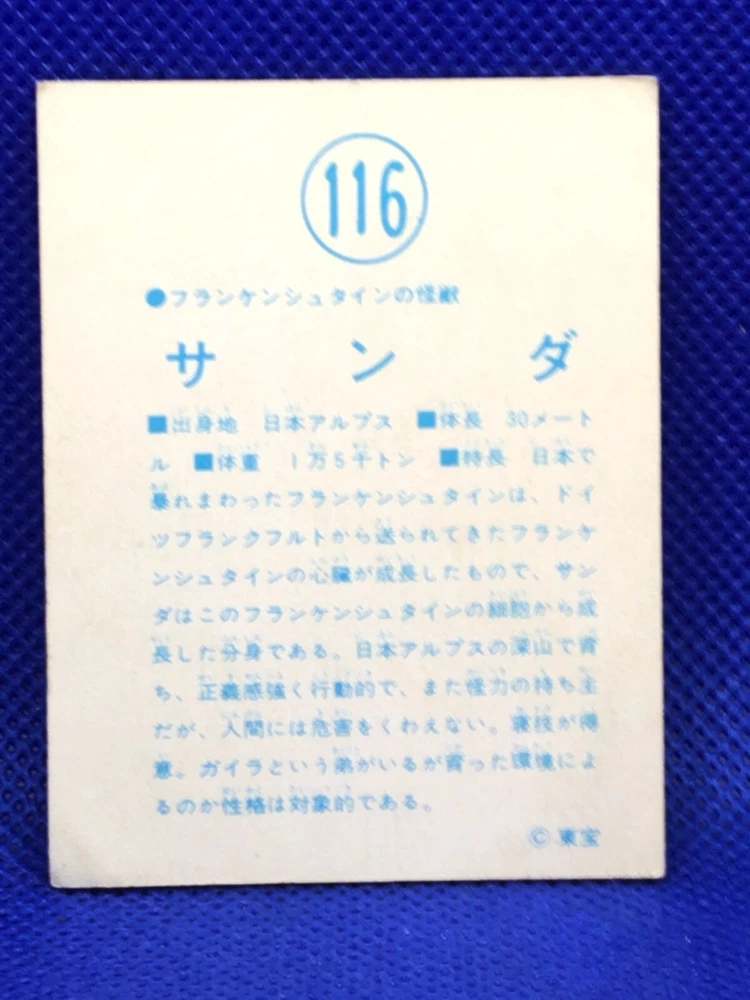 116
●フランケンシュタインの怪獣
サンダ
■出身地 日本アルプス ■体長 30メート
ル ■体重 1万5千トン ■特長 日本で
暴れまわったフランケンシュタインは、ドイ
ツフランクフルトから送られてきたフランケ
ンシュタインの心臓が成長したもので、サン
ダはこのフランケンシュタインの細胞から成
長した分身である。日本アルプスの深山で育
ち、正義感強く行動的で、また怪力の持ち主
だが、人間には危害をくわえない。寝技が得
意。ガイラという弟がいるが育った環境によ
るのか性格は対象的である。
© 東宝